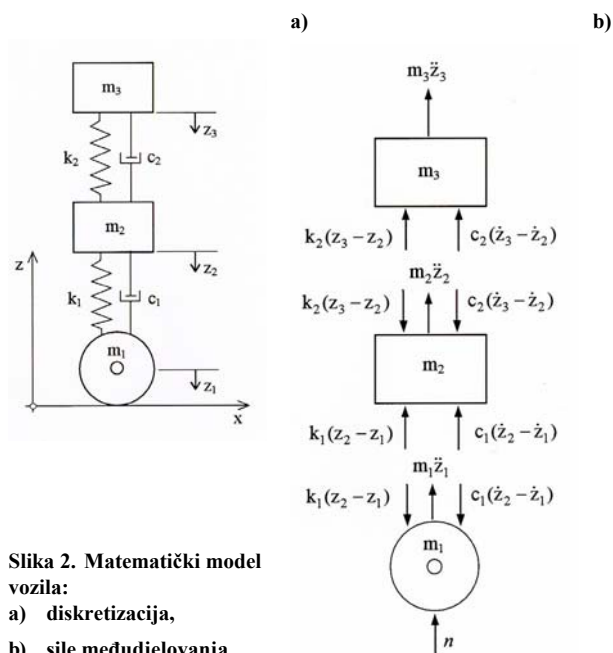 a)
b)
m₃
z₃
k₂
c₂
m₂
z
z₂
k₁
c₁
m₁
z₁
x
m₃z̈₃
m₃
k₂(z₃ − z₂)
c₂(ż₃ − ż₂)
m₂z̈₂
k₂(z₃ − z₂)
c₂(ż₃ − ż₂)
m₂
k₁(z₂ − z₁)
c₁(ż₂ − ż₁)
m₁z̈₁
k₁(z₂ − z₁)
c₁(ż₂ − ż₁)
m₁
n
Slika 2. Matematički model
vozila:
a) diskretizacija,
b) sile međudjelovanja